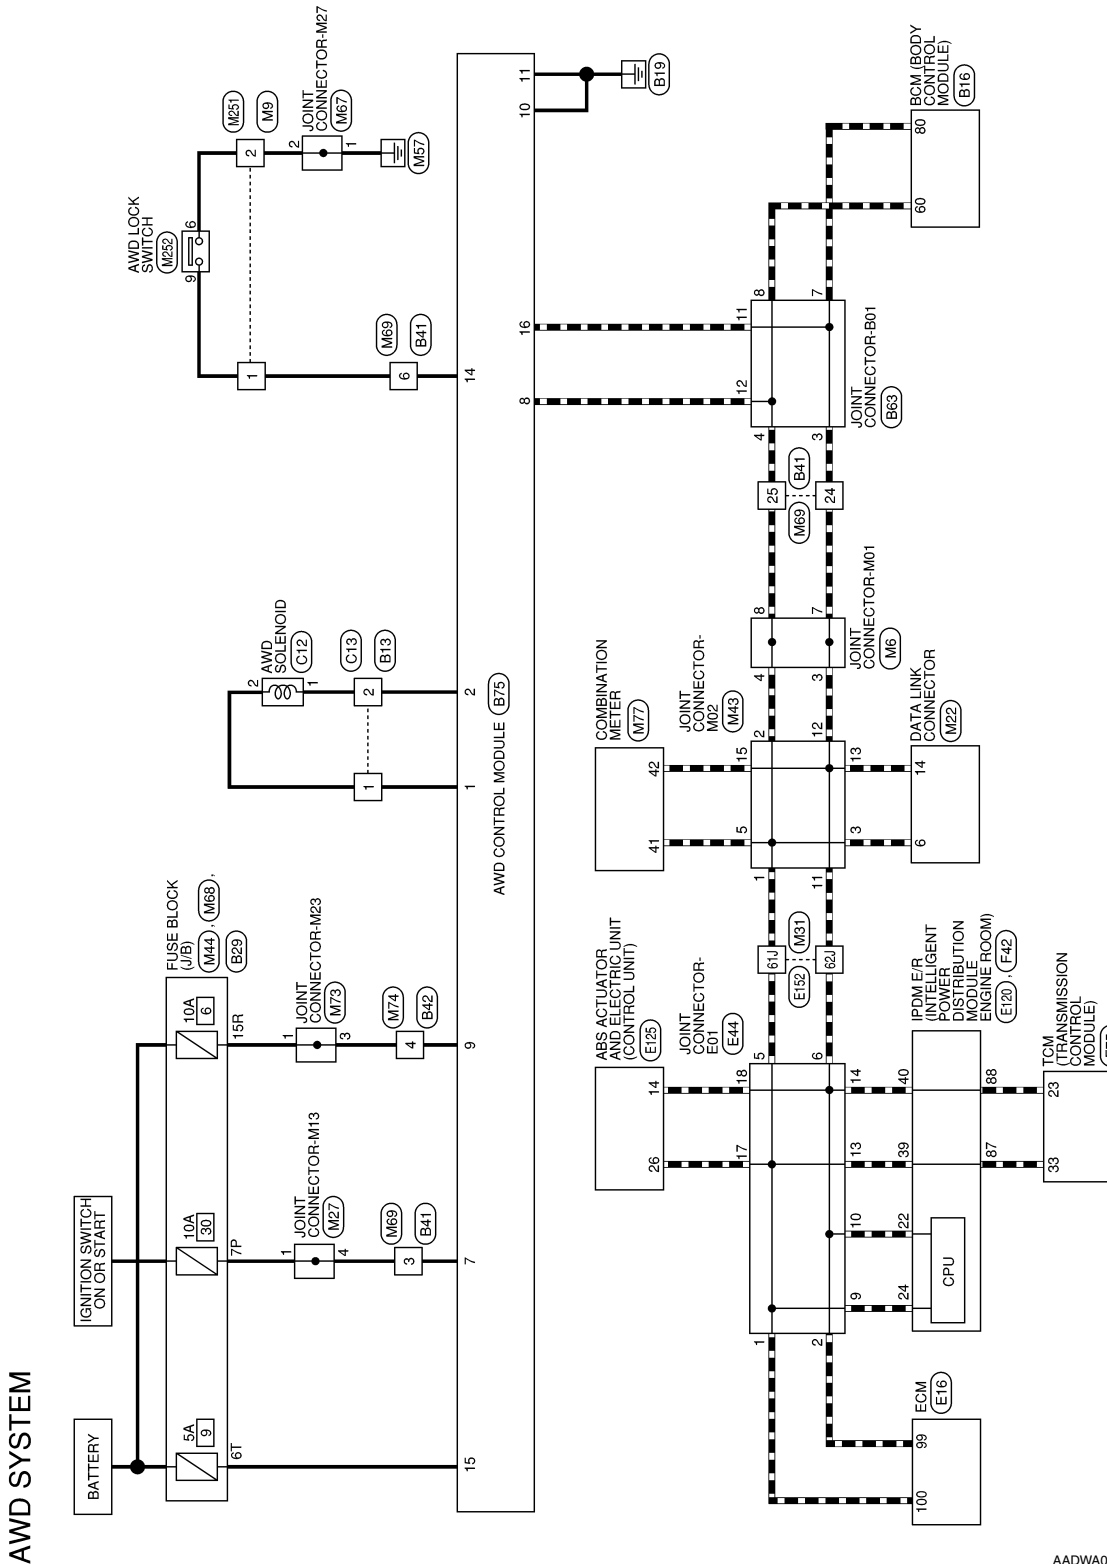 AWD SYSTEM
BATTERY
IGNITION SWITCH
ON OR START
FUSE BLOCK
(J/B)
M44 , M68 ,
B29
5A
9
10A
30
10A
6
6T
7P
15R
1
JOINT
CONNECTOR-M13
M27
4
1
JOINT
CONNECTOR-M23
M73
3
3
M69
B41
4
M74
B42
AWD
SOLENOID
C12
2
1
1
2
C13
B13
AWD LOCK
SWITCH
M252
9
6
1
2
M251
M9
2
JOINT
CONNECTOR-M27
M67
1
M57
6
M69
B41
15
7
9
1
2
14
AWD CONTROL MODULE
B75
8
16
10
11
B19
ABS ACTUATOR
AND ELECTRIC UNIT
(CONTROL UNIT)
E125
26
14
COMBINATION
METER
M77
41
42
JOINT
CONNECTOR-
E01
E44
17
18
JOINT
CONNECTOR-
M02
M43
5
15
12
11
1
5
61J
1
2
4
8
25
4
8
2
6
62J
11
12
3
7
24
3
7
E152
M31
M69
B41
JOINT
CONNECTOR-M01
M6
JOINT
CONNECTOR-B01
B63
9
10
13
14
3
13
ECM
E16
100
99
24
22
39
40
CPU
87
88
IPDM E/R
(INTELLIGENT
POWER
DISTRIBUTION
MODULE
ENGINE ROOM)
E120 , F42
33
23
TCM
(TRANSMISSION
CONTROL
MODULE)
DATA LINK
CONNECTOR
M22
6
14
BCM (BODY
CONTROL
MODULE)
B16
60
80